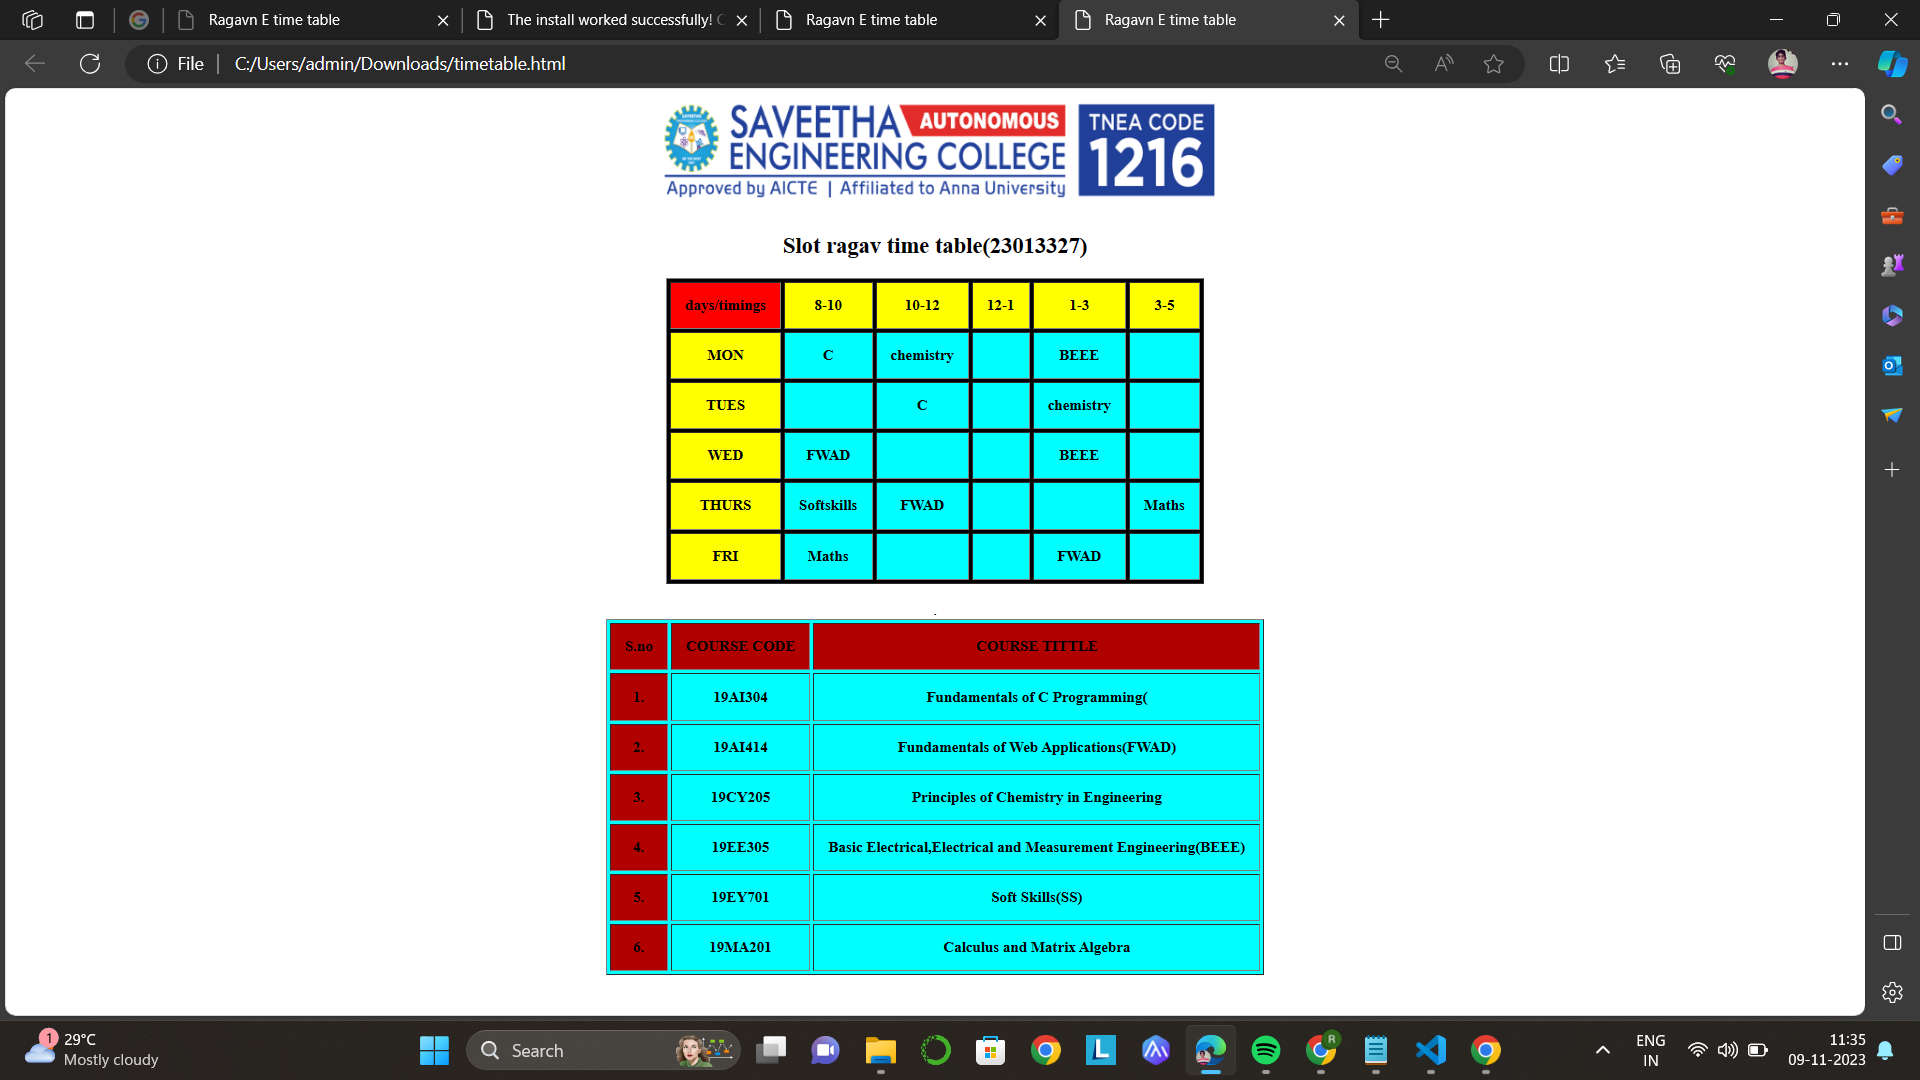 Ragavn E time table
The install worked successfully! C
Ragavn E time table
Ragavn E time table
File
C:/Users/admin/Downloads/timetable.html
SAVEETHA AUTONOMOUS
ENGINEERING COLLEGE
Approved by AICTE | Affiliated to Anna University
TNEA CODE
1216
Slot ragav time table(23013327)
days/timings 8-10 10-12 12-1 1-3 3-5
MON C chemistry BEEE
TUES C chemistry
WED FWAD BEEE
THURS Softskills FWAD Maths
FRI Maths FWAD
.
S.no COURSE CODE COURSE TITTLE
1. 19AI304 Fundamentals of C Programming(
2. 19AI414 Fundamentals of Web Applications(FWAD)
3. 19CY205 Principles of Chemistry in Engineering
4. 19EE305 Basic Electrical,Electrical and Measurement Engineering(BEEE)
5. 19EY701 Soft Skills(SS)
6. 19MA201 Calculus and Matrix Algebra
1
29°C
Mostly cloudy
Search
L
R
ENG
IN
11:35
09-11-2023